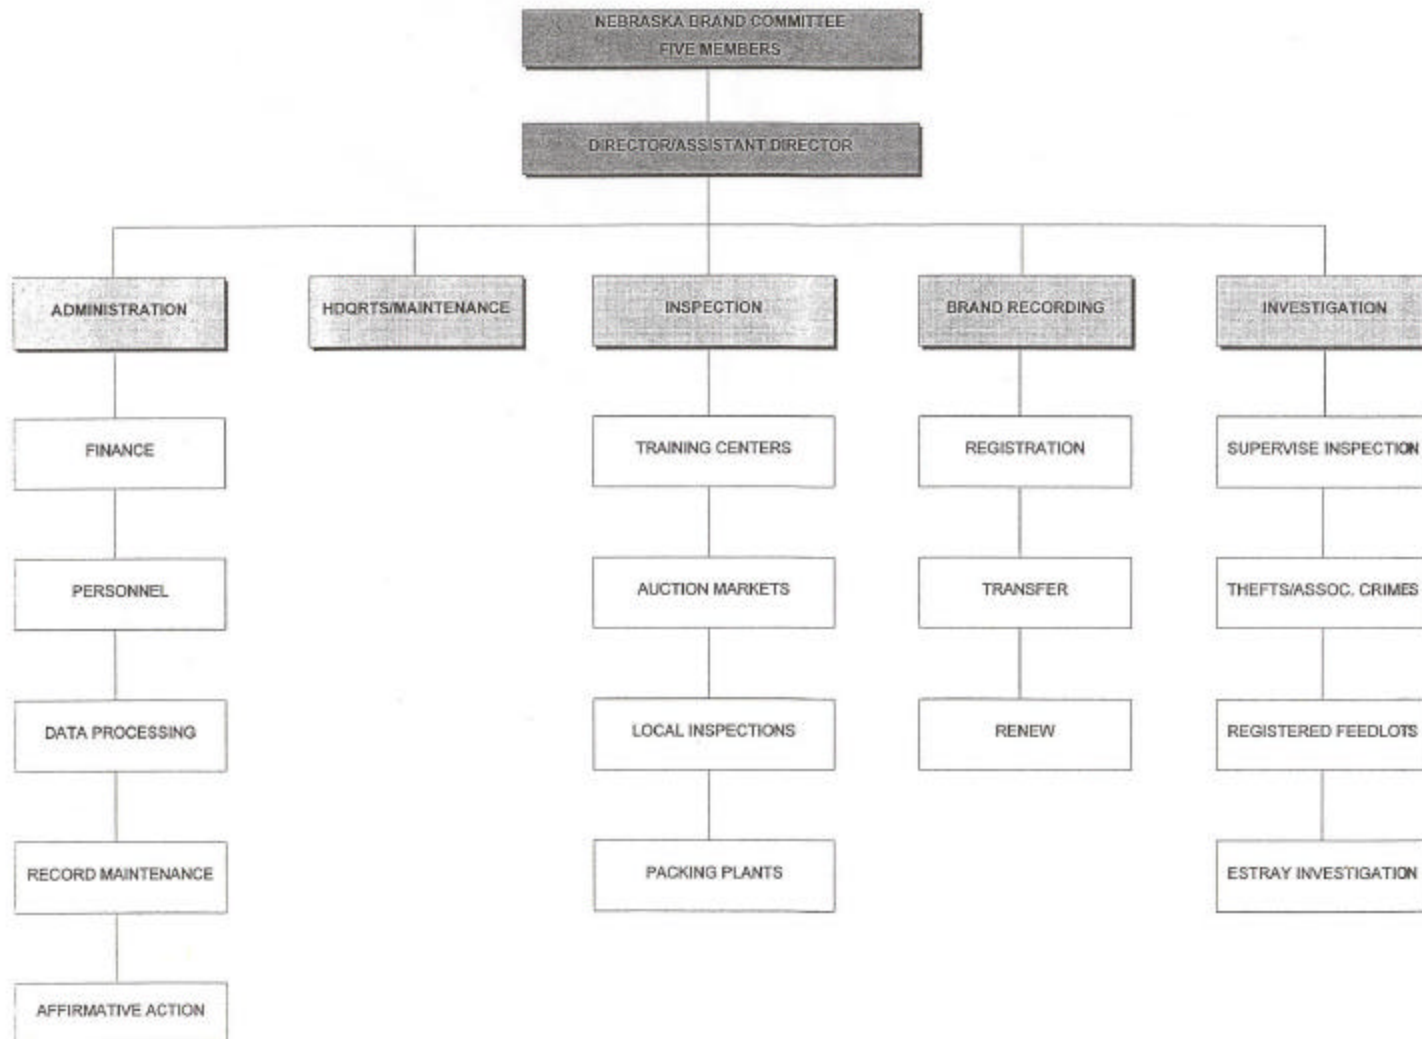 NEBRASKA BRAND COMMITTEE
FIVE MEMBERS
DIRECTOR/ASSISTANT DIRECTOR
ADMINISTRATION
HDQRTS/MAINTENANCE
INSPECTION
BRAND RECORDING
INVESTIGATION
FINANCE
TRAINING CENTERS
REGISTRATION
SUPERVISE INSPECTION
PERSONNEL
AUCTION MARKETS
TRANSFER
THEFTS/ASSOC. CRIMES
DATA PROCESSING
LOCAL INSPECTIONS
RENEW
REGISTERED FEEDLOTS
RECORD MAINTENANCE
PACKING PLANTS
ESTRAY INVESTIGATION
AFFIRMATIVE ACTION